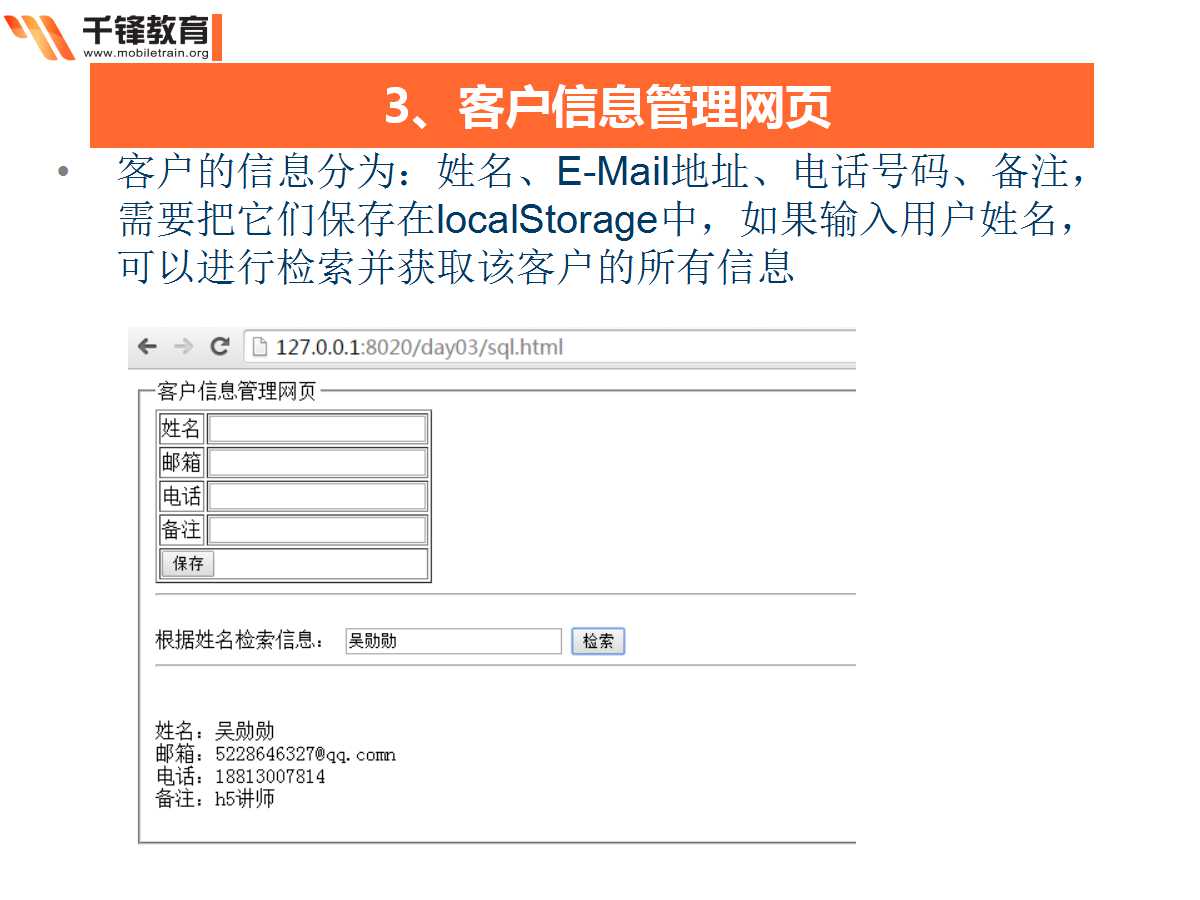 千锋教育
www.mobiletrain.org
3、客户信息管理网页
• 客户的信息分为：姓名、E-Mail地址、电话号码、备注，
需要把它们保存在localStorage中，如果输入用户姓名，
可以进行检索并获取该客户的所有信息
127.0.0.1:8020/day03/sql.html
客户信息管理网页
姓名
邮箱
电话
备注
保存
根据姓名检索信息： 吴勋勋 检索
姓名：吴勋勋
邮箱：5228646327@qq.comn
电话：18813007814
备注：h5讲师